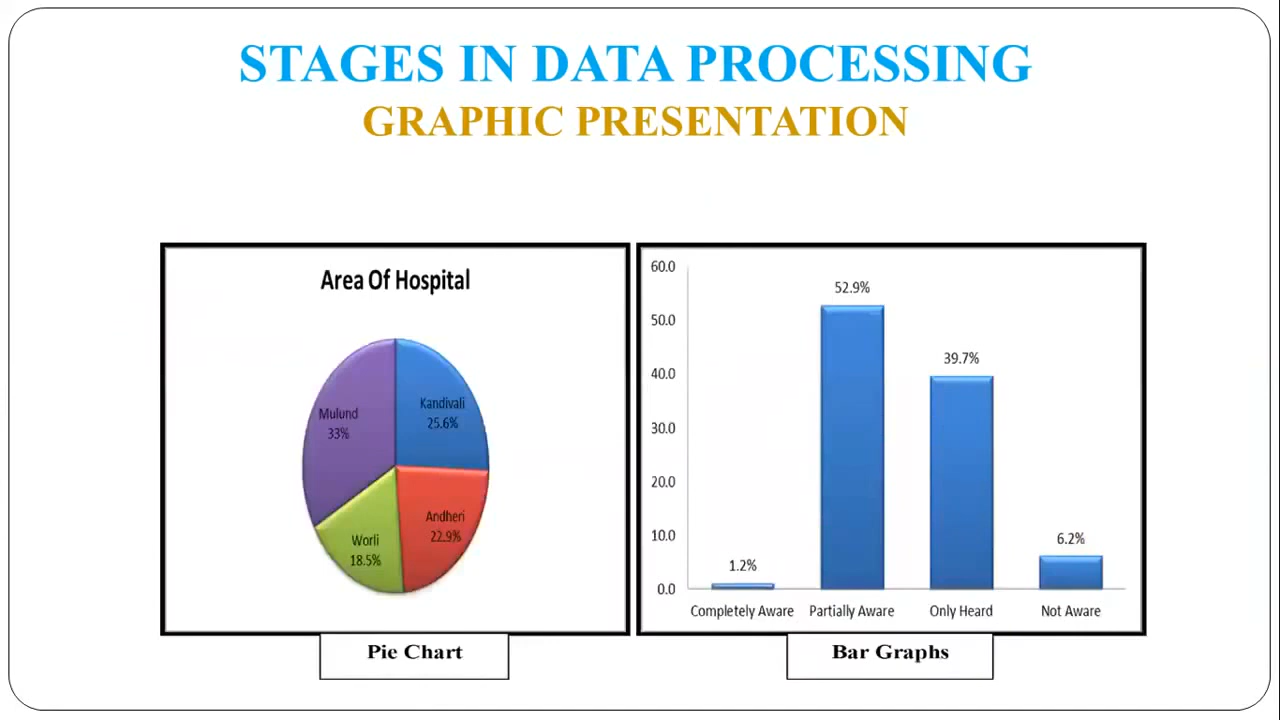 STAGES IN DATA PROCESSING
GRAPHIC PRESENTATION
Area Of Hospital
Mulund
33%
Kandivali
25.6%
Andheri
22.9%
Worli
18.5%
Pie Chart
60.0
50.0
40.0
30.0
20.0
10.0
0.0
1.2%
52.9%
39.7%
6.2%
Completely Aware
Partially Aware
Only Heard
Not Aware
Bar Graphs